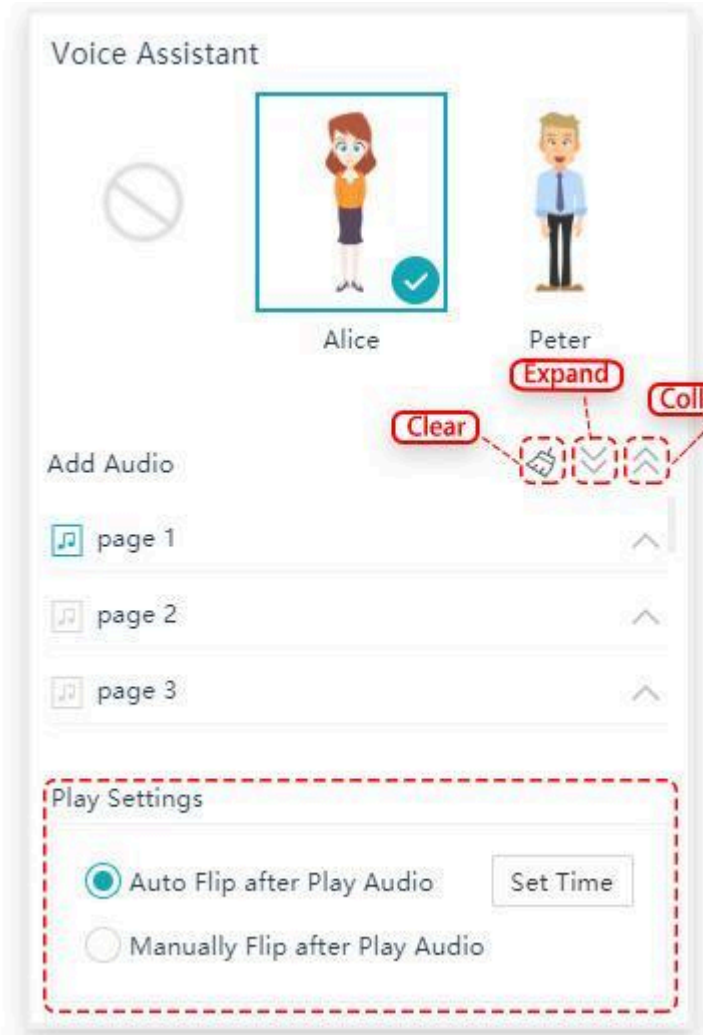 Voice Assistant
Alice
Peter
Expand
Coll
Clear
Add Audio
page 1
page 2
page 3
Play Settings
Auto Flip after Play Audio
Set Time
Manually Flip after Play Audio